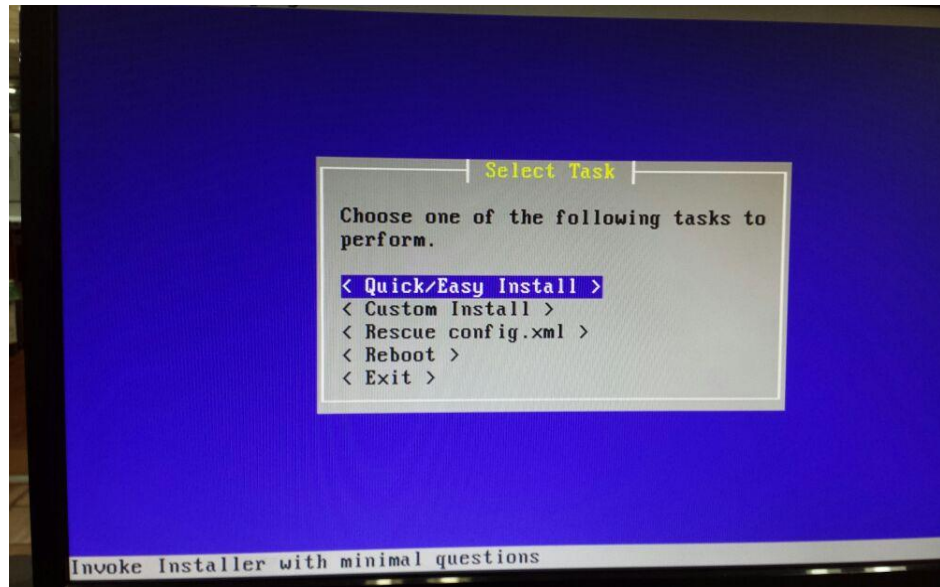 Select Task
Choose one of the following tasks to
perform.
< Quick/Easy Install >
< Custom Install >
< Rescue config.xml >
< Reboot >
< Exit >
Invoke Installer with minimal questions